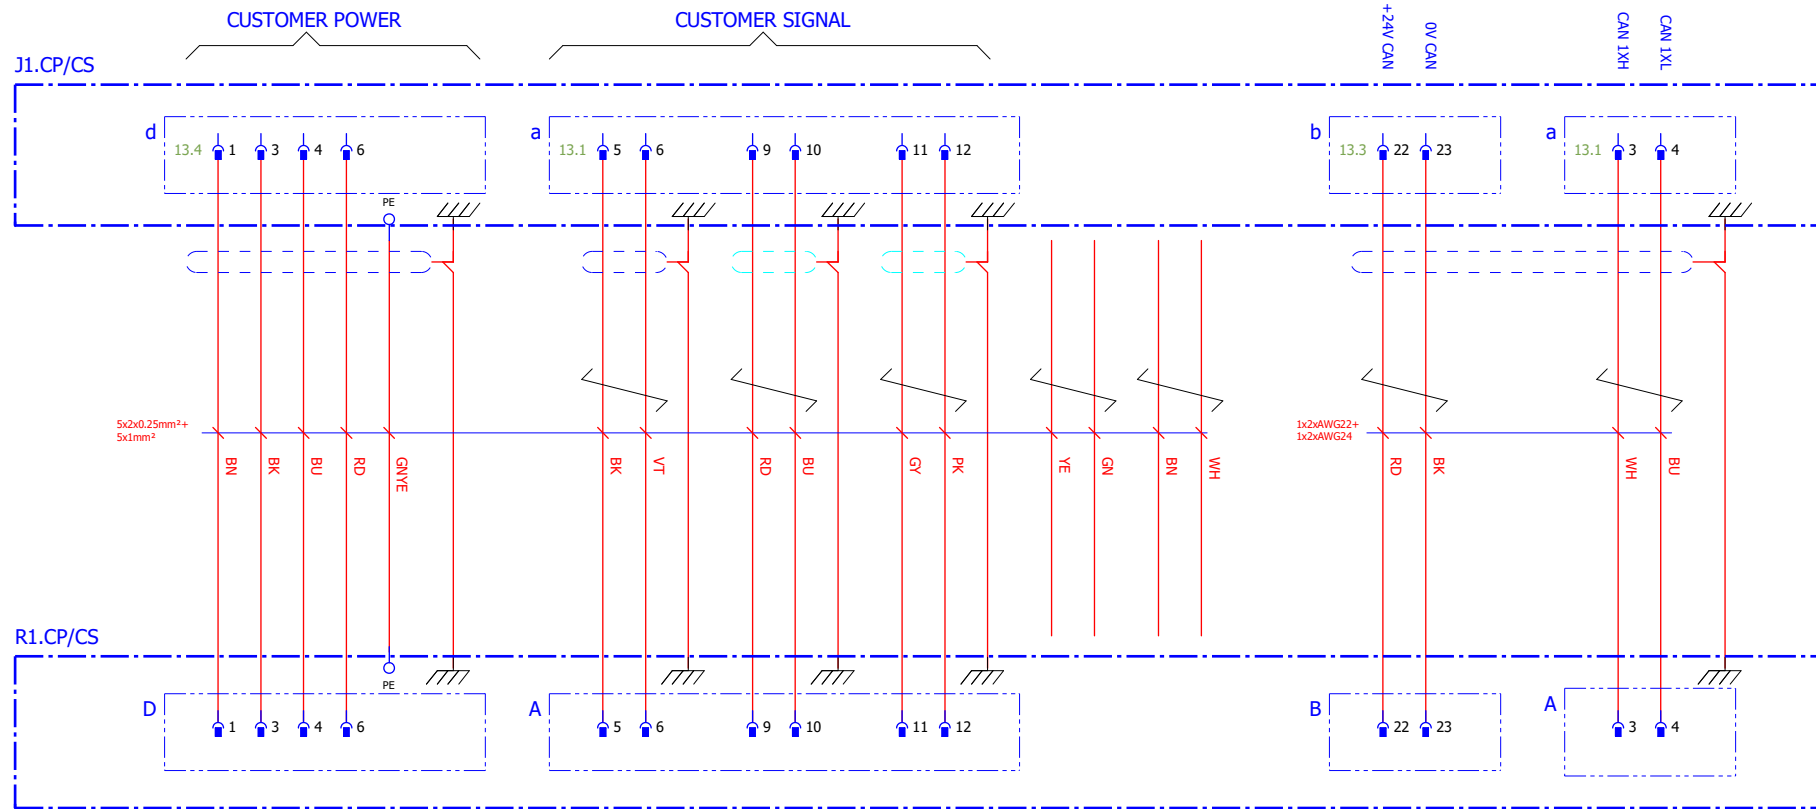 CUSTOMER POWER
CUSTOMER SIGNAL
+24V CAN
0V CAN
CAN 1XH
CAN 1XL
J1.CP/CS
d
13.4
1
3
4
6
a
13.1
5
6
9
10
11
12
b
13.3
22
23
a
13.1
3
4
PE
5x2x0.25mm²+
5x1mm²
1x2xAWG22+
1x2xAWG24
BN
BK
BU
RD
GNYE
BK
VT
RD
BU
GY
PK
YE
GN
BN
WH
RD
BK
WH
BU
R1.CP/CS
PE
D
1
3
4
6
A
5
6
9
10
11
12
B
22
23
A
3
4